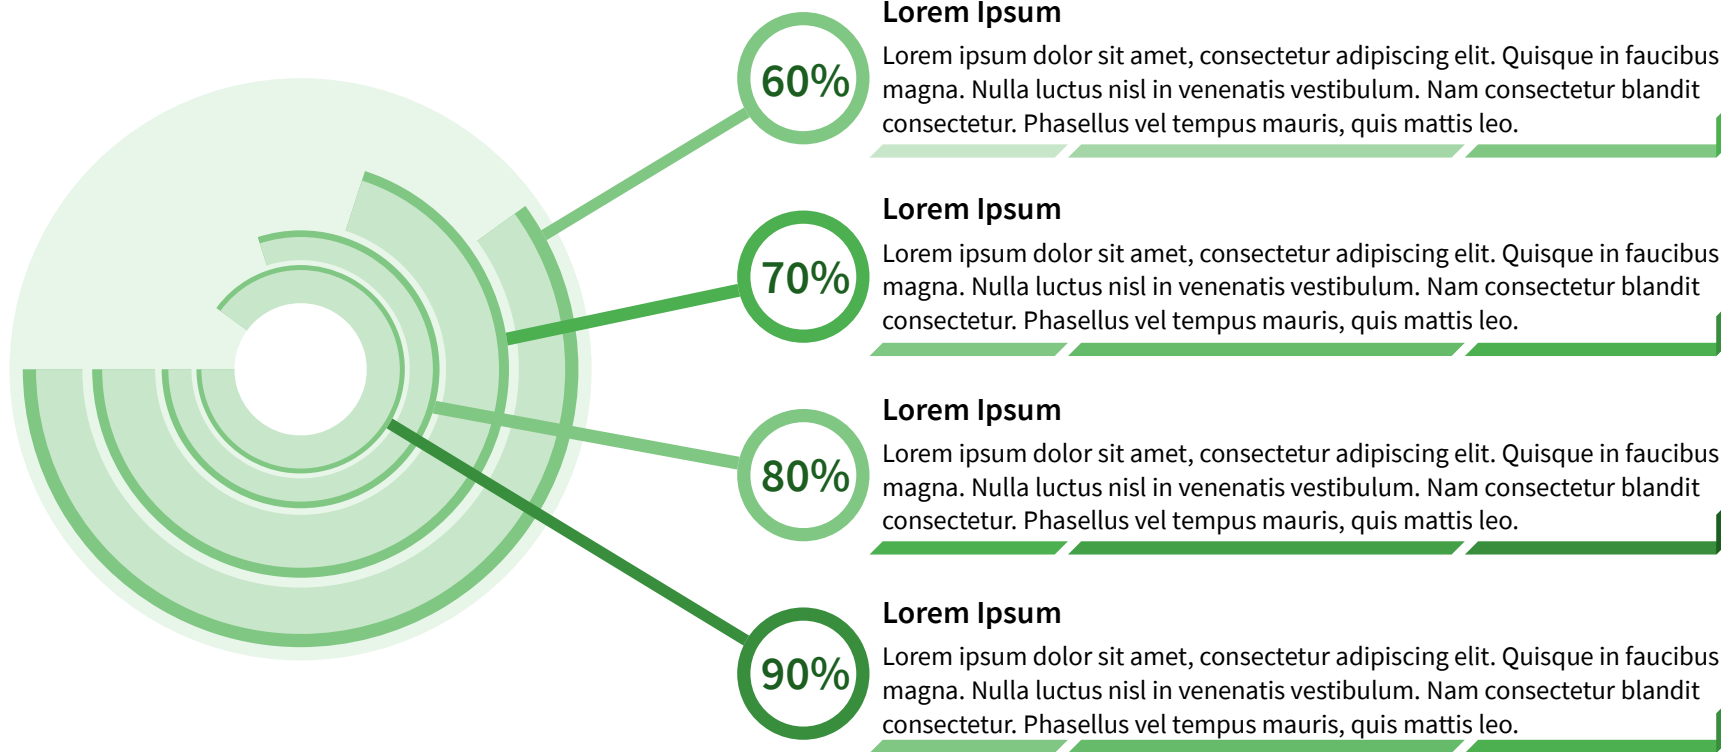 60%
Lorem Ipsum
Lorem ipsum dolor sit amet, consectetur adipiscing elit. Quisque in faucibus
magna. Nulla luctus nisl in venenatis vestibulum. Nam consectetur blandit
consectetur. Phasellus vel tempus mauris, quis mattis leo.
70%
Lorem Ipsum
Lorem ipsum dolor sit amet, consectetur adipiscing elit. Quisque in faucibus
magna. Nulla luctus nisl in venenatis vestibulum. Nam consectetur blandit
consectetur. Phasellus vel tempus mauris, quis mattis leo.
80%
Lorem Ipsum
Lorem ipsum dolor sit amet, consectetur adipiscing elit. Quisque in faucibus
magna. Nulla luctus nisl in venenatis vestibulum. Nam consectetur blandit
consectetur. Phasellus vel tempus mauris, quis mattis leo.
90%
Lorem Ipsum
Lorem ipsum dolor sit amet, consectetur adipiscing elit. Quisque in faucibus
magna. Nulla luctus nisl in venenatis vestibulum. Nam consectetur blandit
consectetur. Phasellus vel tempus mauris, quis mattis leo.